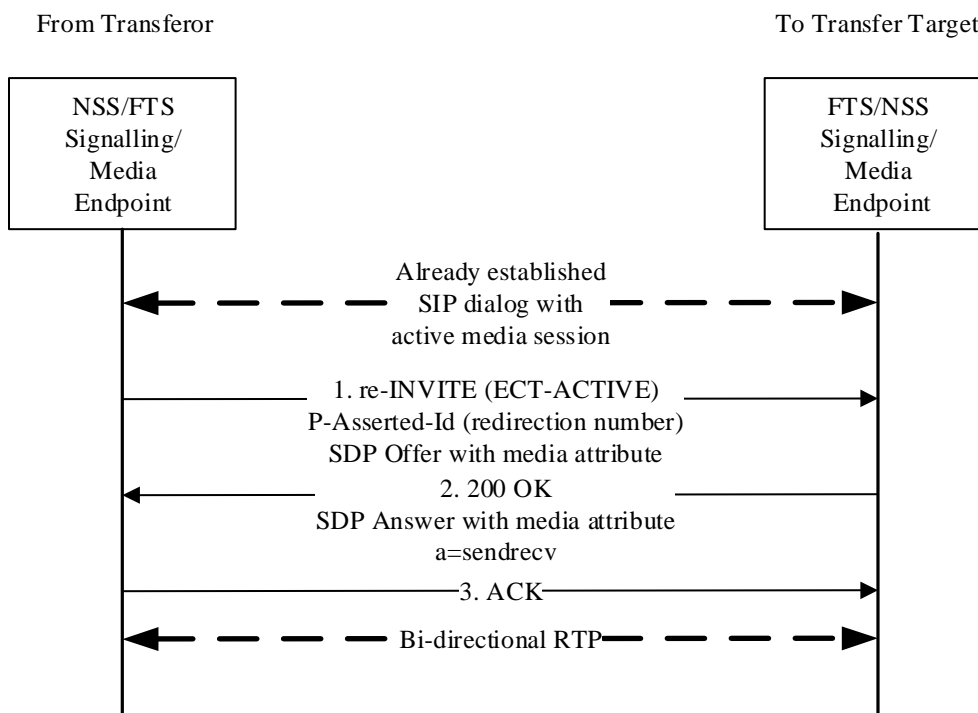 From Transferor
To Transfer Target
NSS/FTS
Signalling/
Media
Endpoint
FTS/NSS
Signalling/
Media
Endpoint
Already established
SIP dialog with
active media session
1. re-INVITE (ECT-ACTIVE)
P-Asserted-Id (redirection number)
SDP Offer with media attribute
2. 200 OK
SDP Answer with media attribute
a=sendrecv
3. ACK
Bi-directional RTP